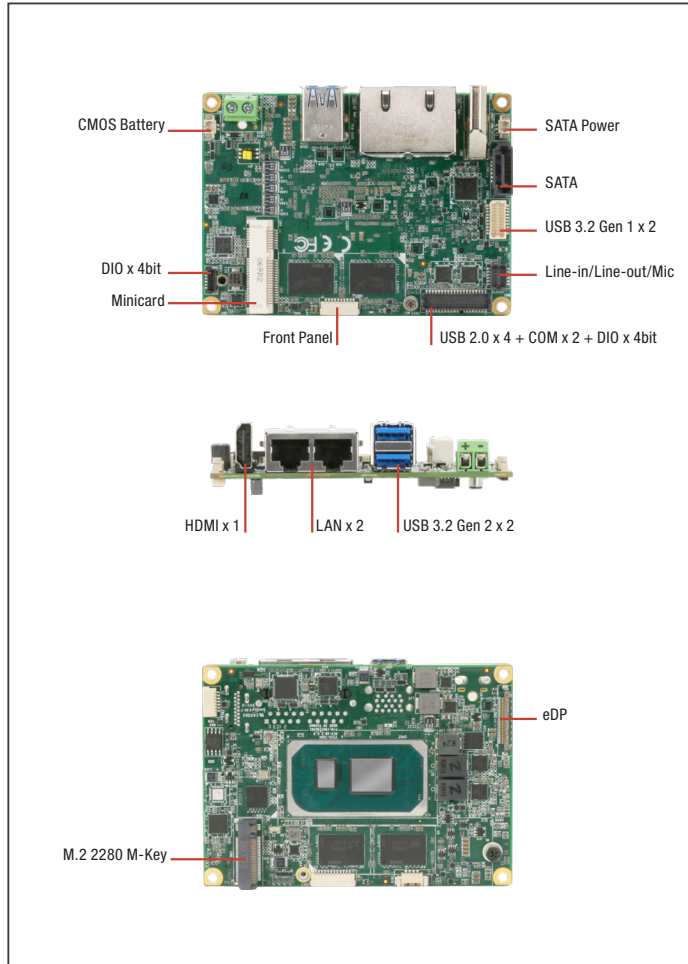 CMOS Battery
SATA Power
SATA
USB 3.2 Gen 1 x 2
DIO x 4bit
Line-in/Line-out/Mic
Minicard
Front Panel
USB 2.0 x 4 + COM x 2 + DIO x 4bit
CE FC
HDMI x 1
LAN x 2
USB 3.2 Gen 2 x 2
eDP
M.2 2280 M-Key